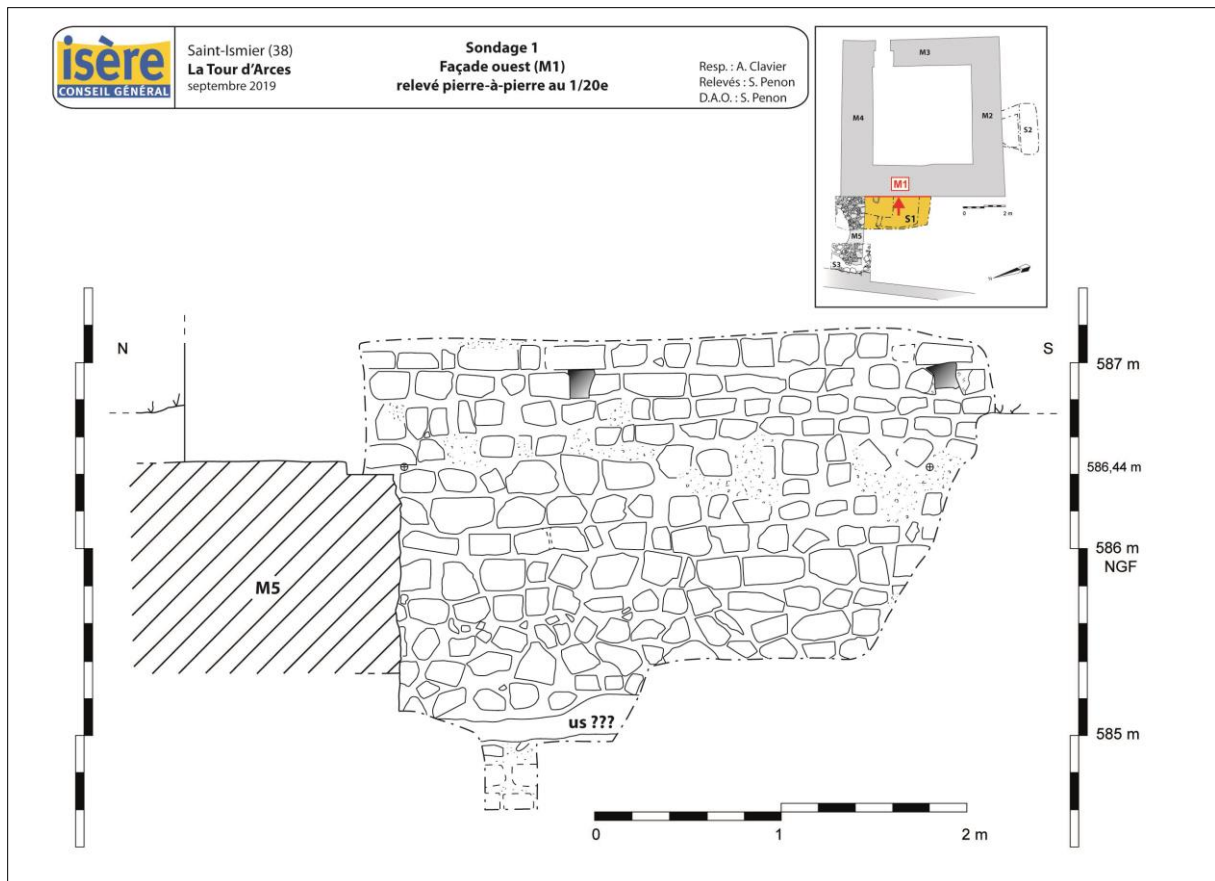 isère
CONSEIL GÉNÉRAL
Saint-Ismier (38)
La Tour d'Arces
septembre 2019
Sondage 1
Façade ouest (M1)
relevé pierre-à-pierre au 1/20e
Resp. : A. Clavier
Relevés : S. Penon
D.A.O. : S. Penon
M3
M4
M2
S2
M1
S1
0 2 m
M5
S3
N
S
587 m
586,44 m
586 m
NGF
M5
us ???
585 m
0 1 2 m